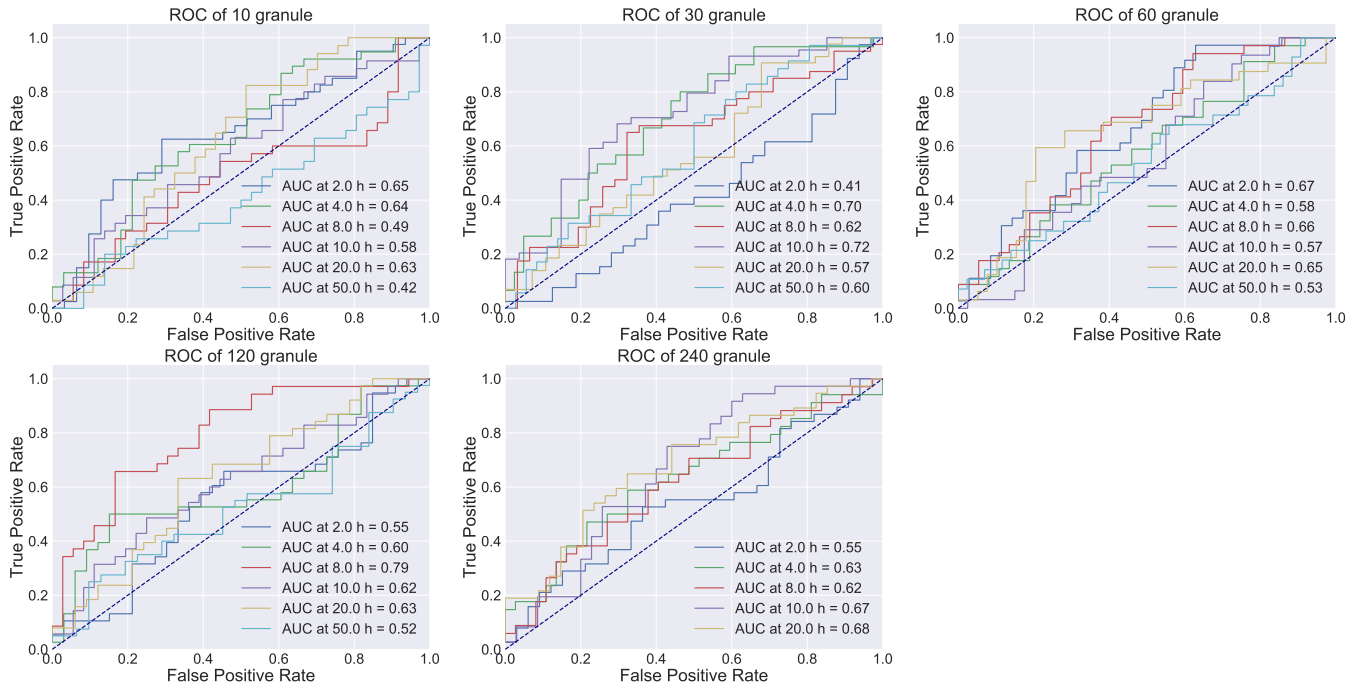 ROC of 10 granule
1.0
0.8
0.6
0.4
0.2
0.0
True Positive Rate
AUC at 2.0 h = 0.65
AUC at 4.0 h = 0.64
AUC at 8.0 h = 0.49
AUC at 10.0 h = 0.58
AUC at 20.0 h = 0.63
AUC at 50.0 h = 0.42
0.0 0.2 0.4 0.6 0.8 1.0
False Positive Rate
ROC of 30 granule
1.0
0.8
0.6
0.4
0.2
0.0
True Positive Rate
AUC at 2.0 h = 0.41
AUC at 4.0 h = 0.70
AUC at 8.0 h = 0.62
AUC at 10.0 h = 0.72
AUC at 20.0 h = 0.57
AUC at 50.0 h = 0.60
0.0 0.2 0.4 0.6 0.8 1.0
False Positive Rate
ROC of 60 granule
1.0
0.8
0.6
0.4
0.2
0.0
True Positive Rate
AUC at 2.0 h = 0.67
AUC at 4.0 h = 0.58
AUC at 8.0 h = 0.66
AUC at 10.0 h = 0.57
AUC at 20.0 h = 0.65
AUC at 50.0 h = 0.53
0.0 0.2 0.4 0.6 0.8 1.0
False Positive Rate
ROC of 120 granule
1.0
0.8
0.6
0.4
0.2
0.0
True Positive Rate
AUC at 2.0 h = 0.55
AUC at 4.0 h = 0.60
AUC at 8.0 h = 0.79
AUC at 10.0 h = 0.62
AUC at 20.0 h = 0.63
AUC at 50.0 h = 0.52
0.0 0.2 0.4 0.6 0.8 1.0
False Positive Rate
ROC of 240 granule
1.0
0.8
0.6
0.4
0.2
0.0
True Positive Rate
AUC at 2.0 h = 0.55
AUC at 4.0 h = 0.63
AUC at 8.0 h = 0.62
AUC at 10.0 h = 0.67
AUC at 20.0 h = 0.68
0.0 0.2 0.4 0.6 0.8 1.0
False Positive Rate